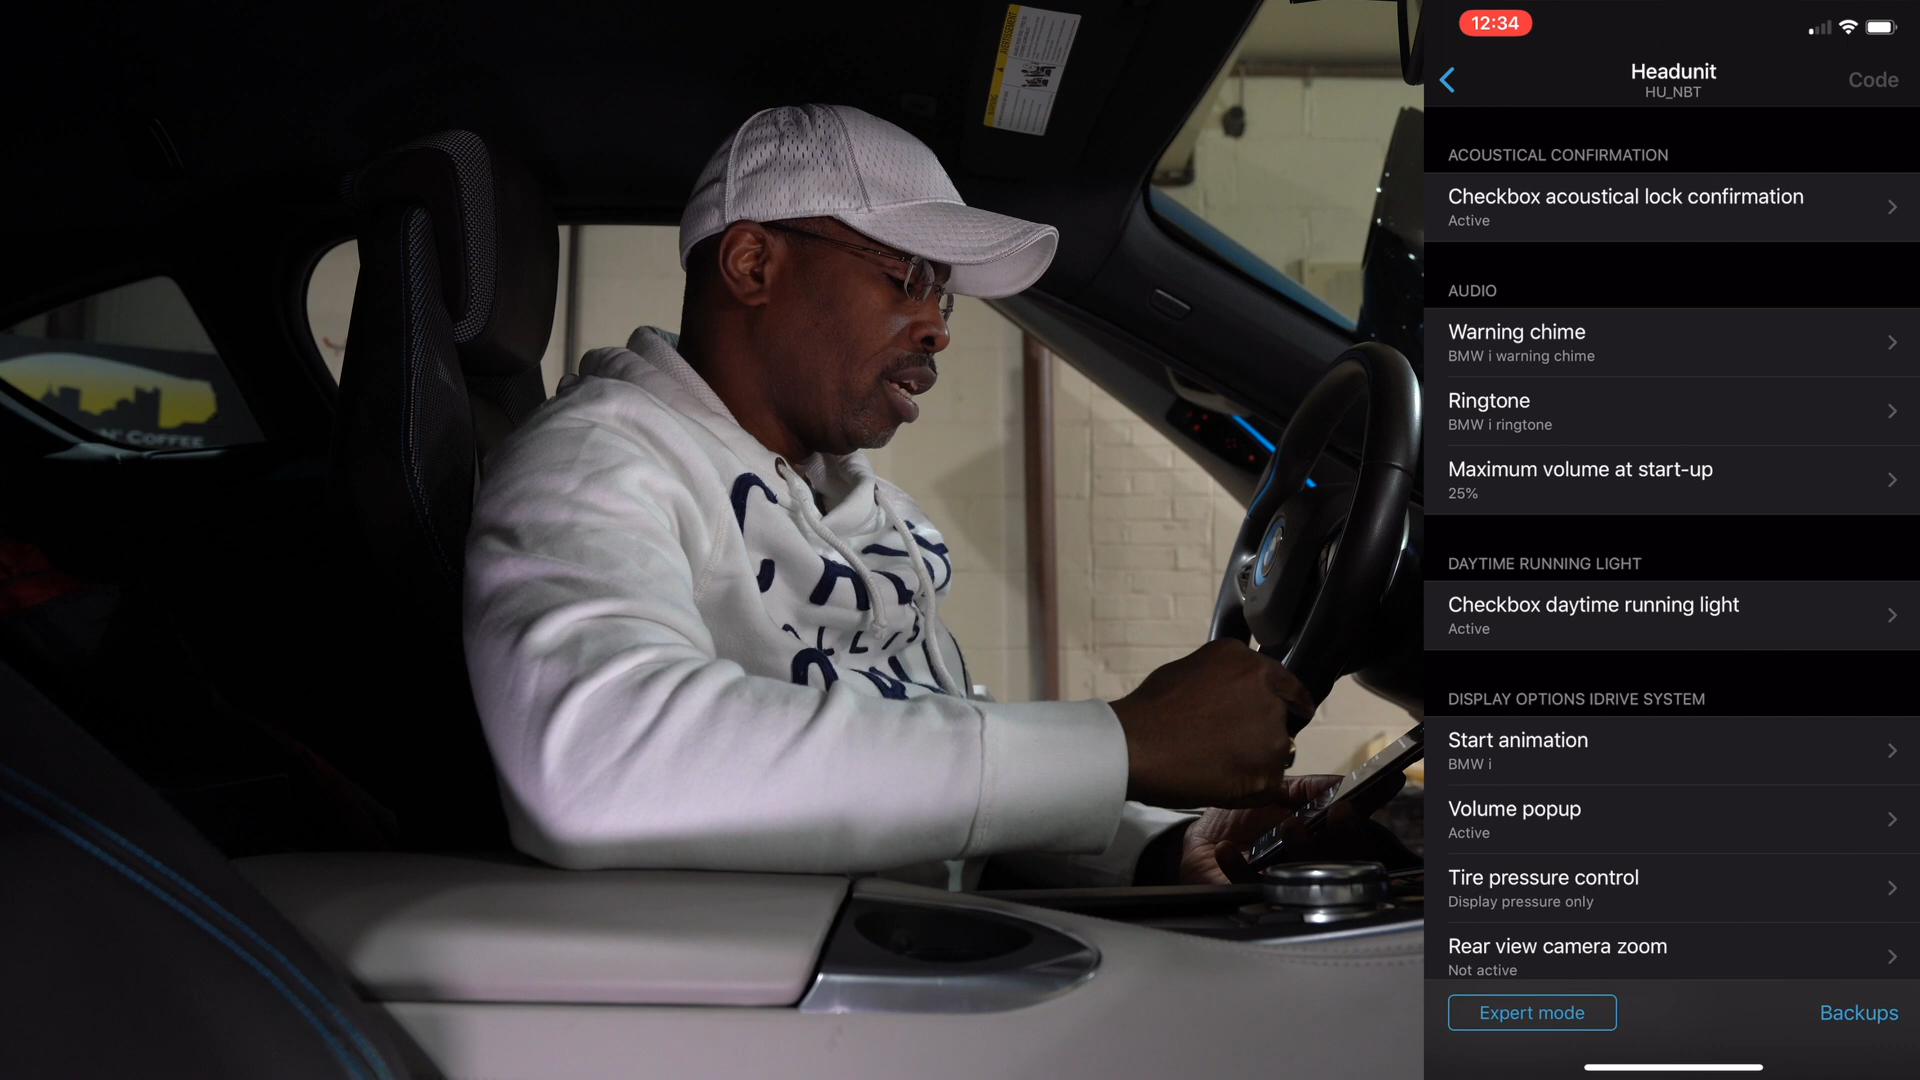 12:34
Headunit
HU_NBT
Code
ACOUSTICAL CONFIRMATION
Checkbox acoustical lock confirmation
Active
AUDIO
Warning chime
BMW i warning chime
Ringtone
BMW i ringtone
Maximum volume at start-up
25%
DAYTIME RUNNING LIGHT
Checkbox daytime running light
Active
DISPLAY OPTIONS IDRIVE SYSTEM
Start animation
BMW i
Volume popup
Active
Tire pressure control
Display pressure only
Rear view camera zoom
Not active
Expert mode
Backups
COFFEE